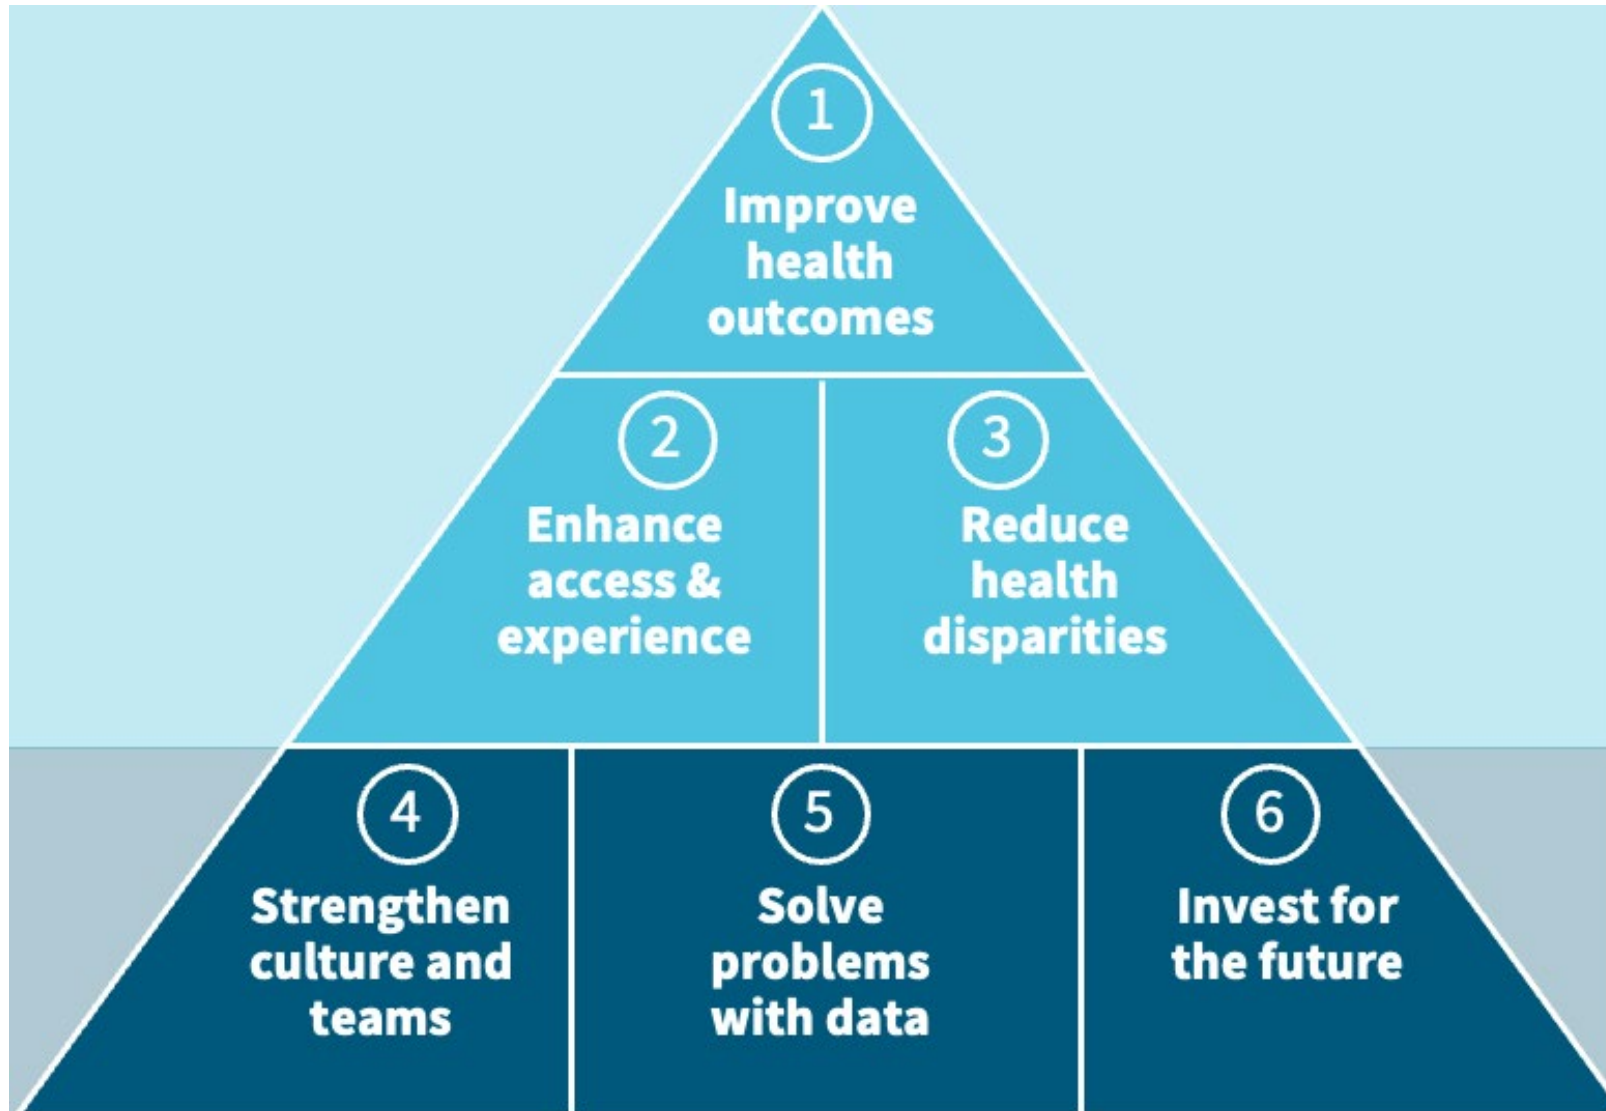 1
Improve
health
outcomes
2
Enhance
access &
experience
3
Reduce
health
disparities
4
Strengthen
culture and
teams
5
Solve
problems
with data
6
Invest for
the future